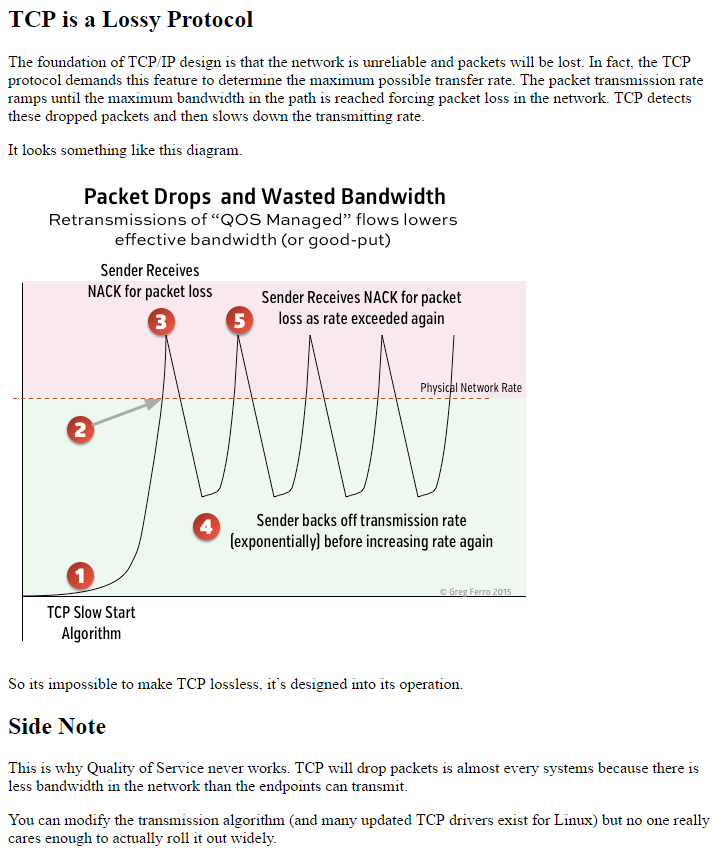 TCP is a Lossy Protocol
The foundation of TCP/IP design is that the network is unreliable and packets will be lost. In fact, the TCP
protocol demands this feature to determine the maximum possible transfer rate. The packet transmission rate
ramps until the maximum bandwidth in the path is reached forcing packet loss in the network. TCP detects
these dropped packets and then slows down the transmitting rate.
It looks something like this diagram.
Packet Drops and Wasted Bandwidth
Retransmissions of “QOS Managed” flows lowers
effective bandwidth (or good-put)
Sender Receives
NACK for packet loss
Sender Receives NACK for packet
loss as rate exceeded again
3
5
Physical Network Rate
2
4
Sender backs off transmission rate
(exponentially) before increasing rate again
1
© Greg Ferro 2015
TCP Slow Start
Algorithm
So its impossible to make TCP lossless, it’s designed into its operation.
Side Note
This is why Quality of Service never works. TCP will drop packets is almost every systems because there is
less bandwidth in the network than the endpoints can transmit.
You can modify the transmission algorithm (and many updated TCP drivers exist for Linux) but no one really
cares enough to actually roll it out widely.